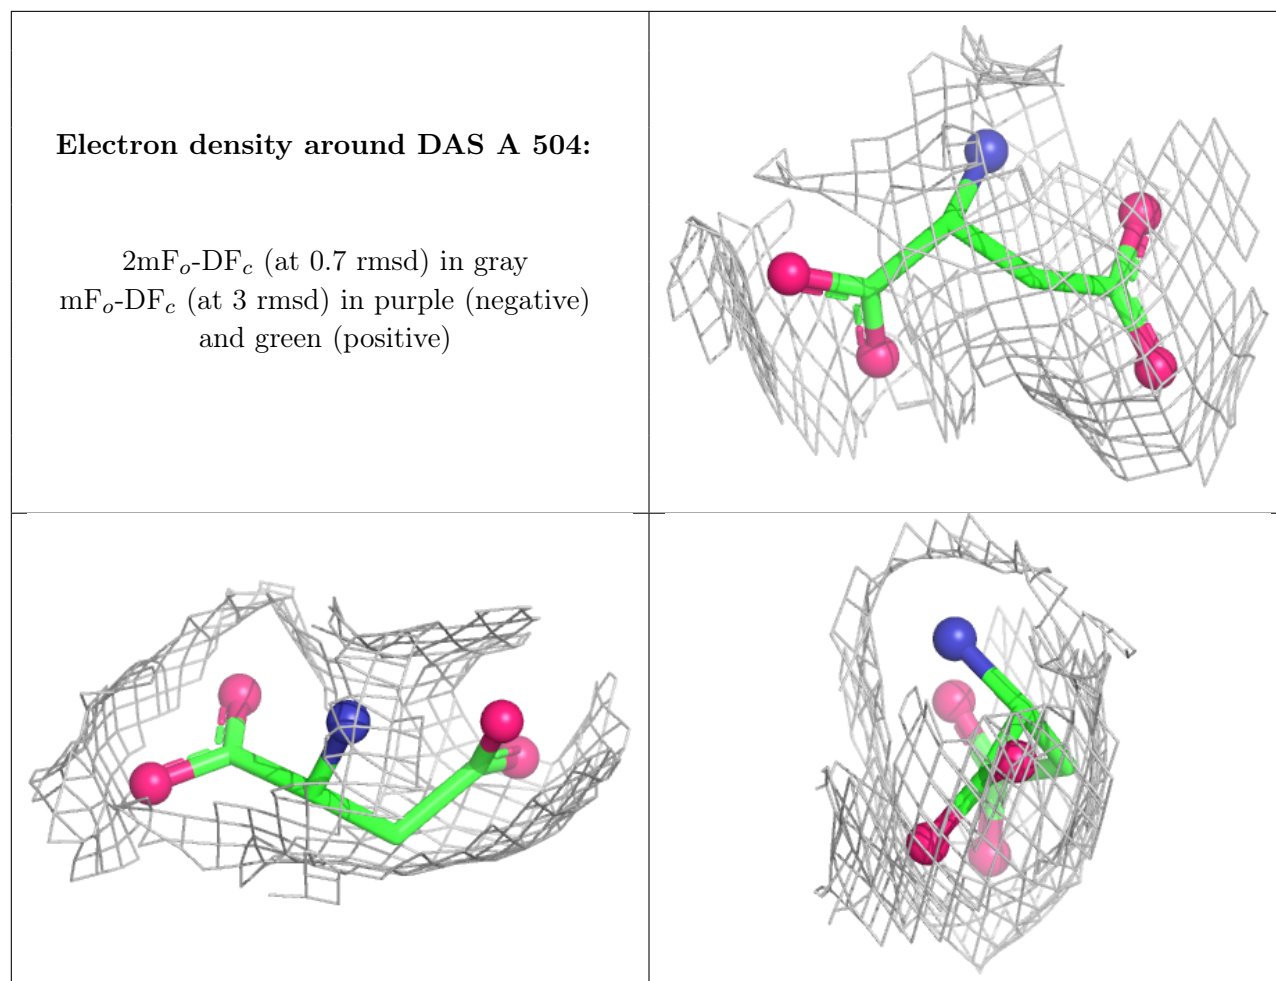 Electron density around DAS A 504:
2mFo-DFc (at 0.7 rmsd) in gray
mFo-DFc (at 3 rmsd) in purple (negative)
and green (positive)